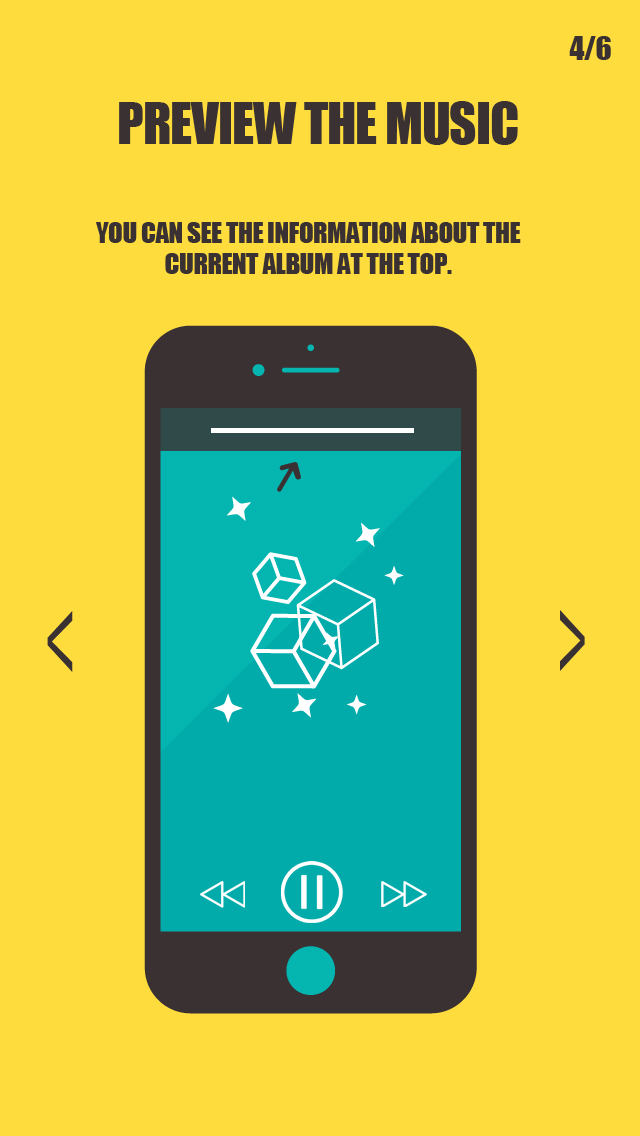 4/6
PREVIEW THE MUSIC
YOU CAN SEE THE INFORMATION ABOUT THE
CURRENT ALBUM AT THE TOP.